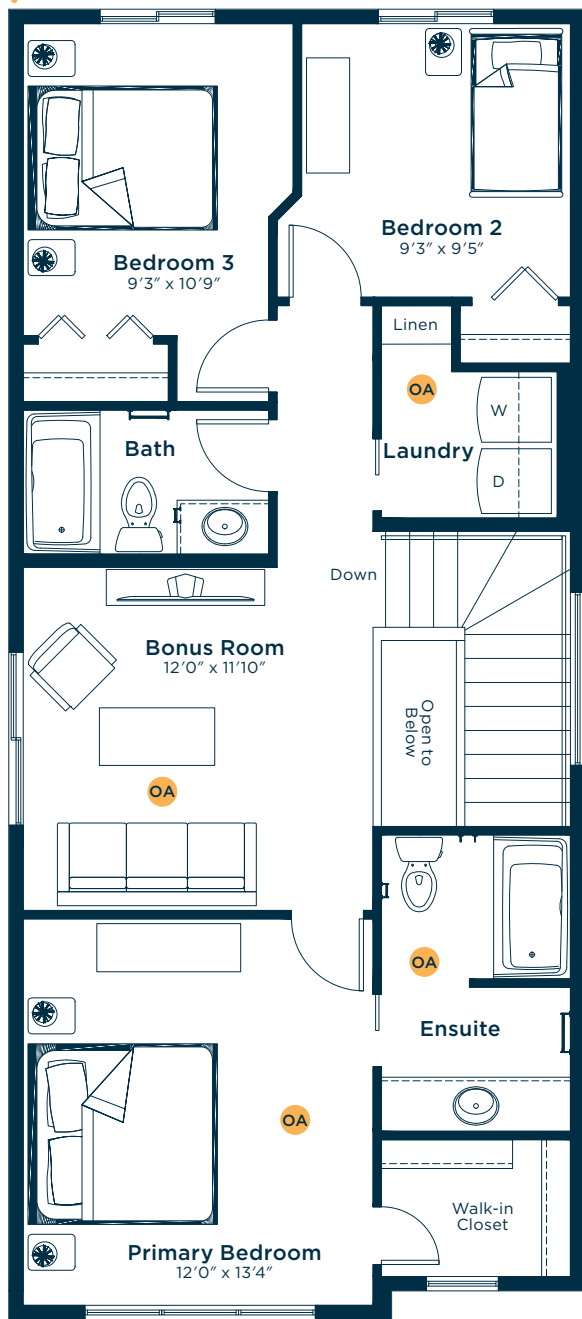 Bedroom 3
9'3" x 10'9"
Bedroom 2
9'3" x 9'5"
Linen
OA
W
Bath
Laundry
D
Down
Bonus Room
12'0" x 11'10"
Open to
Below
OA
OA
Ensuite
OA
Walk-in
Closet
Primary Bedroom
12'0" x 13'4"